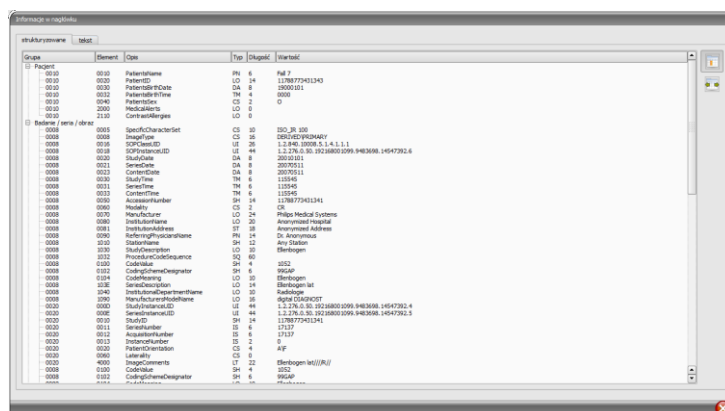 Informacje w nagłówku
strukturyzowane tekst
Grupa Element Opis Typ Długość Wartość
Pacjent
0010 0010 PatientsName PN 6 Fall 7
0010 0020 PatientID LO 14 11788773431343
0010 0030 PatientsBirthDate DA 8 19000101
0010 0032 PatientsBirthTime TM 4 0000
0010 0040 PatientsSex CS 2 O
0010 2000 MedicalAlerts LO 0
0010 2110 ContrastAllergies LO 0
Badanie / seria / obraz
0008 0005 SpecificCharacterSet CS 10 ISO_IR 100
0008 0008 ImageType CS 16 DERIVED\PRIMARY
0008 0016 SOPClassUID UI 26 1.2.840.10008.5.1.4.1.1.1
0008 0018 SOPInstanceUID UI 44 1.2.276.0.50.192168001099.9483698.14547392.6
0008 0020 StudyDate DA 8 20010101
0008 0021 SeriesDate DA 8 20070511
0008 0023 ContentDate DA 8 20070511
0008 0030 StudyTime TM 6 115545
0008 0031 SeriesTime TM 6 115545
0008 0033 ContentTime TM 6 115545
0008 0050 AccessionNumber SH 14 11788773431341
0008 0060 Modality CS 2 CR
0008 0070 Manufacturer LO 24 Philips Medical Systems
0008 0080 InstitutionName LO 20 Anonymized Hospital
0008 0081 InstitutionAddress ST 18 Anonymized Address
0008 0090 ReferringPhysiciansName PN 14 Dr. Anonymous
0008 1010 StationName SH 12 Any Station
0008 1030 StudyDescription LO 10 Ellenbogen
0008 1032 ProcedureCodeSequence SQ 60
0008 0100 CodeValue SH 4 1052
0008 0102 CodingSchemeDesignator SH 6 99GAP
0008 0104 CodeMeaning LO 10 Ellenbogen
0008 103E SeriesDescription LO 14 Ellenbogen lat
0008 1040 InstitutionalDepartmentName LO 10 Radiologie
0008 1090 ManufacturersModelName LO 16 digital DIAGNOST
0020 000D StudyInstanceUID UI 44 1.2.276.0.50.192168001099.9483698.14547392.4
0020 000E SeriesInstanceUID UI 44 1.2.276.0.50.192168001099.9483698.14547392.5
0020 0010 StudyID SH 14 11788773431341
0020 0011 SeriesNumber IS 6 17137
0020 0012 AcquisitionNumber IS 6 17137
0020 0013 InstanceNumber IS 2 0
0020 0020 PatientOrientation CS 4 A\F
0020 0060 Laterality CS 0
0020 4000 ImageComments LT 22 Ellenbogen lat////R//
0008 0100 CodeValue SH 4 1052
0008 0102 CodingSchemeDesignator SH 6 99GAP
0008 0104 CodeMeaning LO 10 Ellenbogen